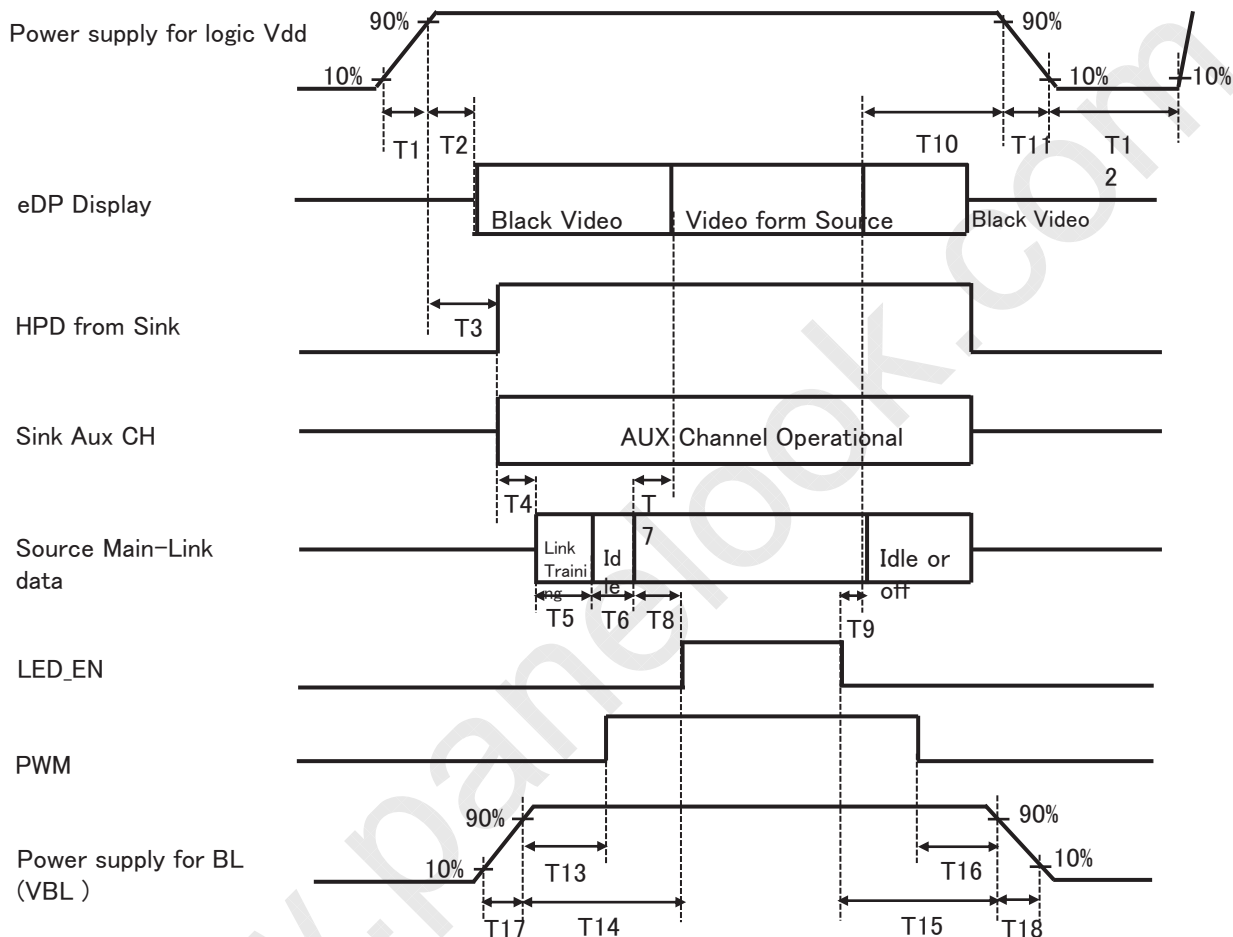 Power supply for logic Vdd
90%
90%
10%
10%
10%
T1
T2
T10
T11
T1
2
eDP Display
Black Video
Video form Source
Black Video
HPD from Sink
T3
Sink Aux CH
AUX Channel Operational
T4
T
7
Source Main-Link
data
Link
Traini
ng
Id
le
Idle or
off
T5
T6
T8
T9
LED_EN
PWM
90%
90%
Power supply for BL
(VBL )
10%
10%
T13
T16
T17
T14
T15
T18
.panelook.com